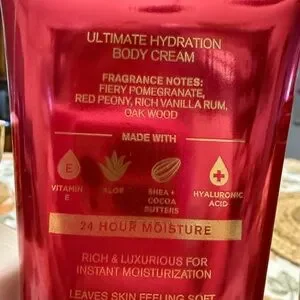 ULTIMATE HYDRATION
BODY CREAM
FRAGRANCE NOTES:
FIERY POMEGRANATE,
RED PEONY, RICH VANILLA RUM,
OAK WOOD
MADE WITH
E
VITAMIN
E
ALOE
SHEA +
COCOA
BUTTERS
HYALURONIC
ACID
24 HOUR MOISTURE
RICH & LUXURIOUS FOR
INSTANT MOISTURIZATION
LEAVES SKIN FEELING SOFT